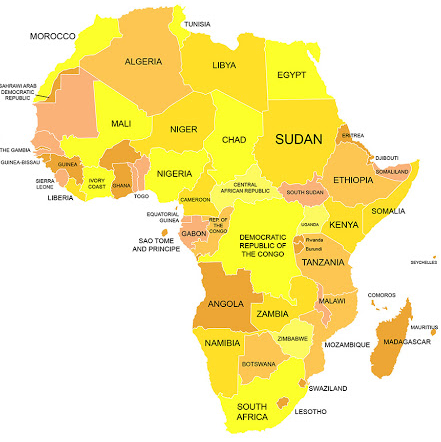 TUNISIA
MOROCCO
ALGERIA
LIBYA
EGYPT
SAHRAWI ARAB
DEMOCRATIC
REPUBLIC
MALI
NIGER
CHAD
SUDAN
ERITREA
THE GAMBIA
GUINEA-BISSAU
GUINEA
DJIBOUTI
SOMALILAND
SIERRA
LEONE
LIBERIA
IVORY
COAST
GHANA
TOGO
NIGERIA
CENTRAL
AFRICAN REPUBLIC
SOUTH SUDAN
ETHIOPIA
CAMEROON
SOMALIA
EQUATORIAL
GUINEA
SAO TOME
AND PRINCIPE
GABON
REP OF
THE
CONGO
DEMOCRATIC
REPUBLIC OF
THE CONGO
UGANDA
KENYA
Rwanda
Burundi
TANZANIA
SEYCHELLES
COMOROS
ANGOLA
ZAMBIA
MALAWI
MAURITIUS
MADAGASCAR
MOZAMBIQUE
ZIMBABWE
NAMIBIA
BOTSWANA
SWAZILAND
LESOTHO
SOUTH
AFRICA